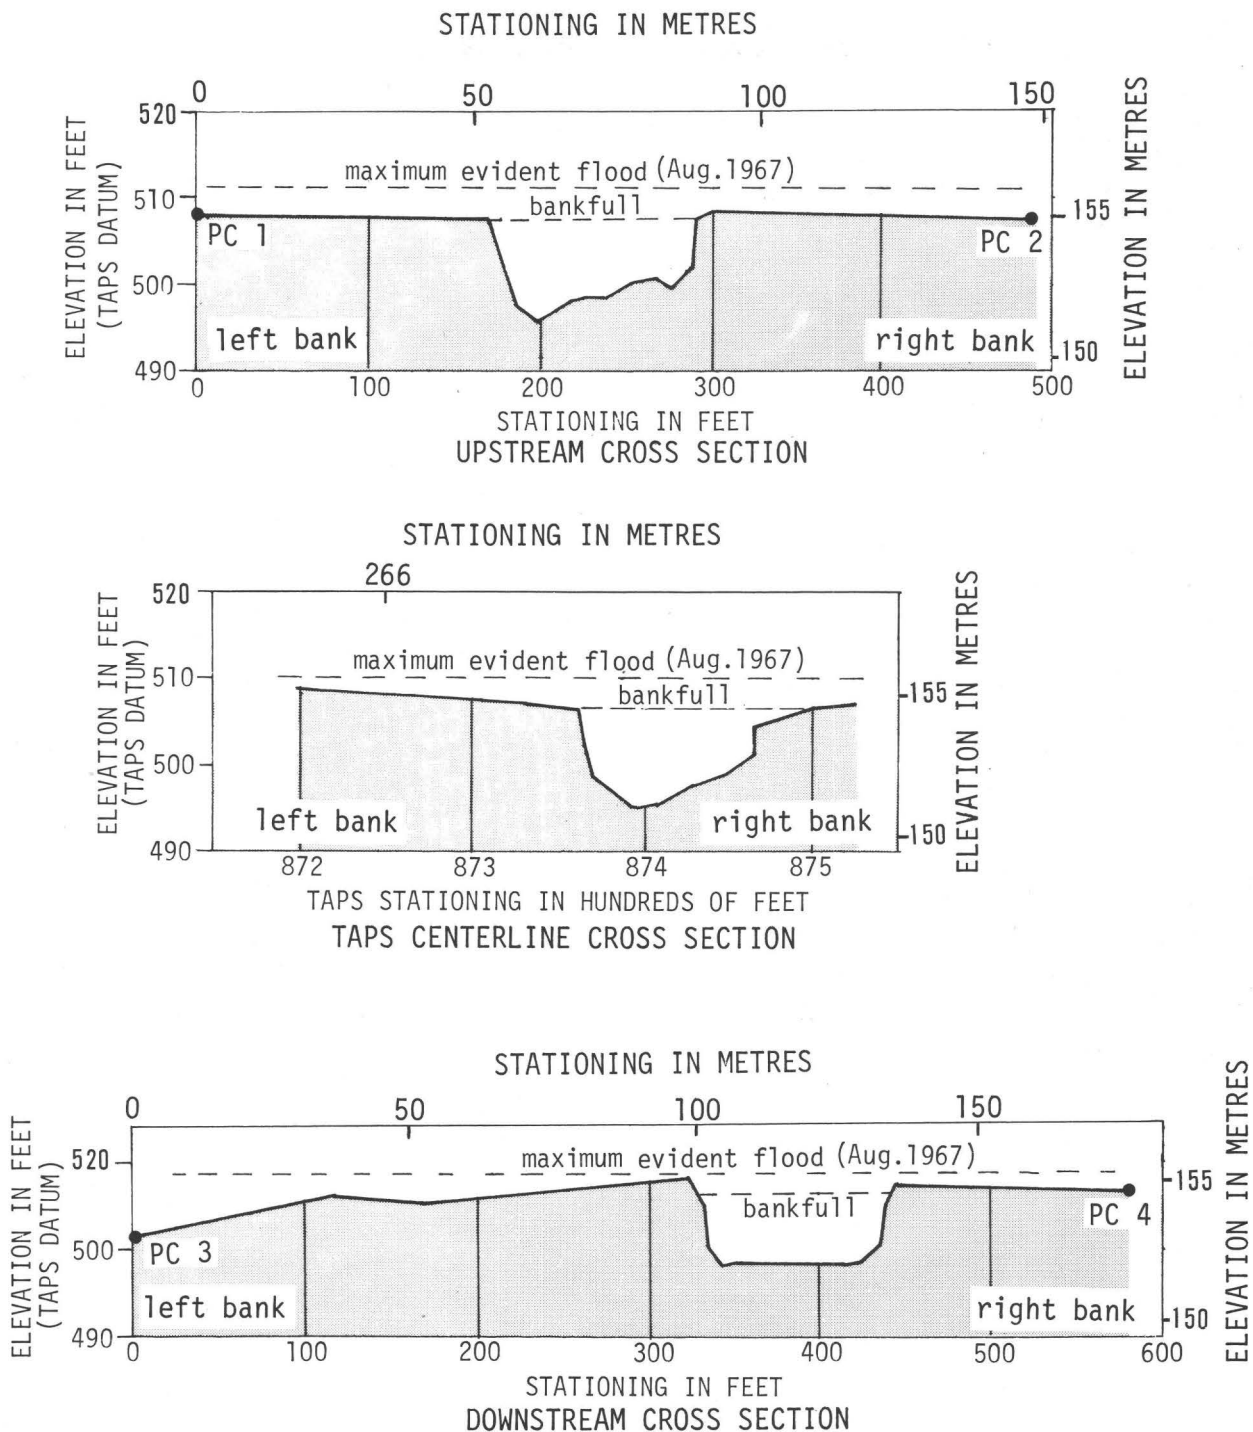 STATIONING IN METRES
0 50 100 150
520
510
500
490
ELEVATION IN FEET
(TAPS DATUM)
maximum evident flood (Aug.1967)
bankfull
PC 1
PC 2
left bank
right bank
155
150
ELEVATION IN METRES
0 100 200 300 400 500
STATIONING IN FEET
UPSTREAM CROSS SECTION
STATIONING IN METRES
266
520
510
500
490
ELEVATION IN FEET
(TAPS DATUM)
maximum evident flood (Aug.1967)
bankfull
left bank
right bank
155
150
ELEVATION IN METRES
872 873 874 875
TAPS STATIONING IN HUNDREDS OF FEET
TAPS CENTERLINE CROSS SECTION
STATIONING IN METRES
0 50 100 150
520
500
490
ELEVATION IN FEET
(TAPS DATUM)
maximum evident flood (Aug.1967)
bankfull
PC 3
PC 4
left bank
right bank
155
150
ELEVATION IN METRES
0 100 200 300 400 500 600
STATIONING IN FEET
DOWNSTREAM CROSS SECTION